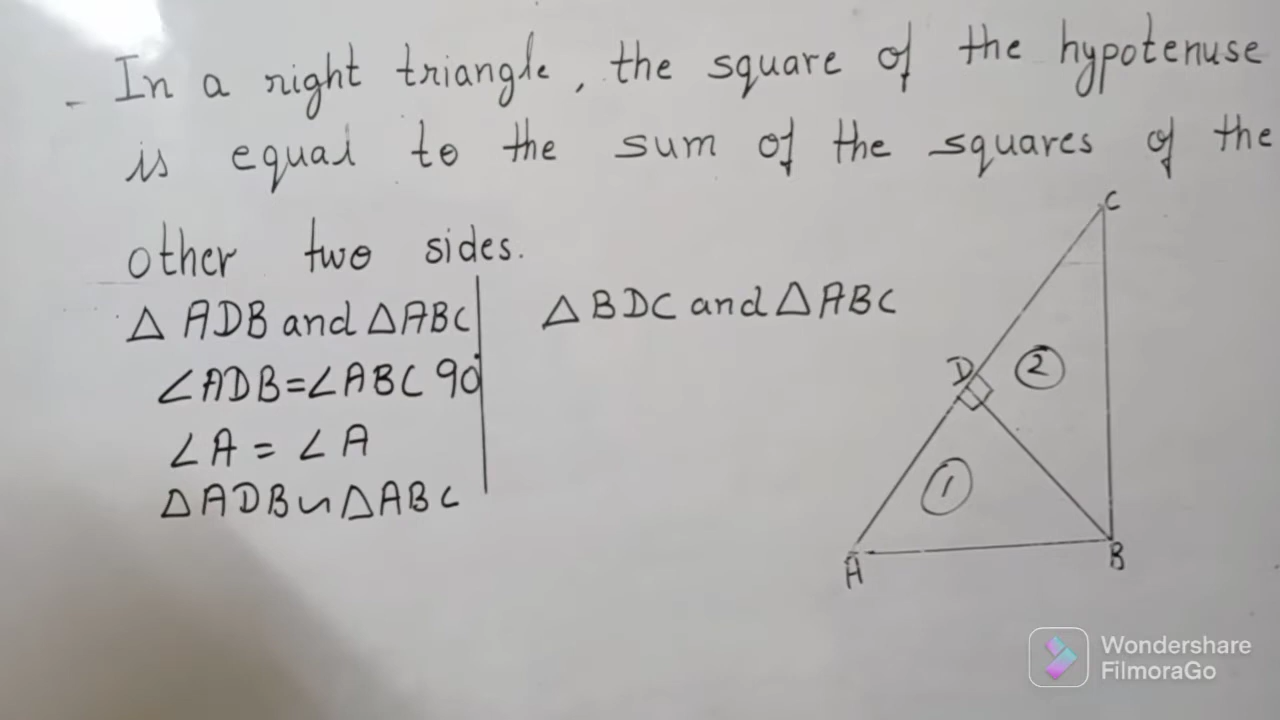 - In a right triangle, the square of the hypotenuse
is equal to the sum of the squares of the
other two sides.
△ ADB and △ABC
∠ADB=∠ABC 90°
∠A = ∠A
△ADB ∽ △ABC
△BDC and △ABC
C
D
②
①
A
B
Wondershare
FilmoraGo